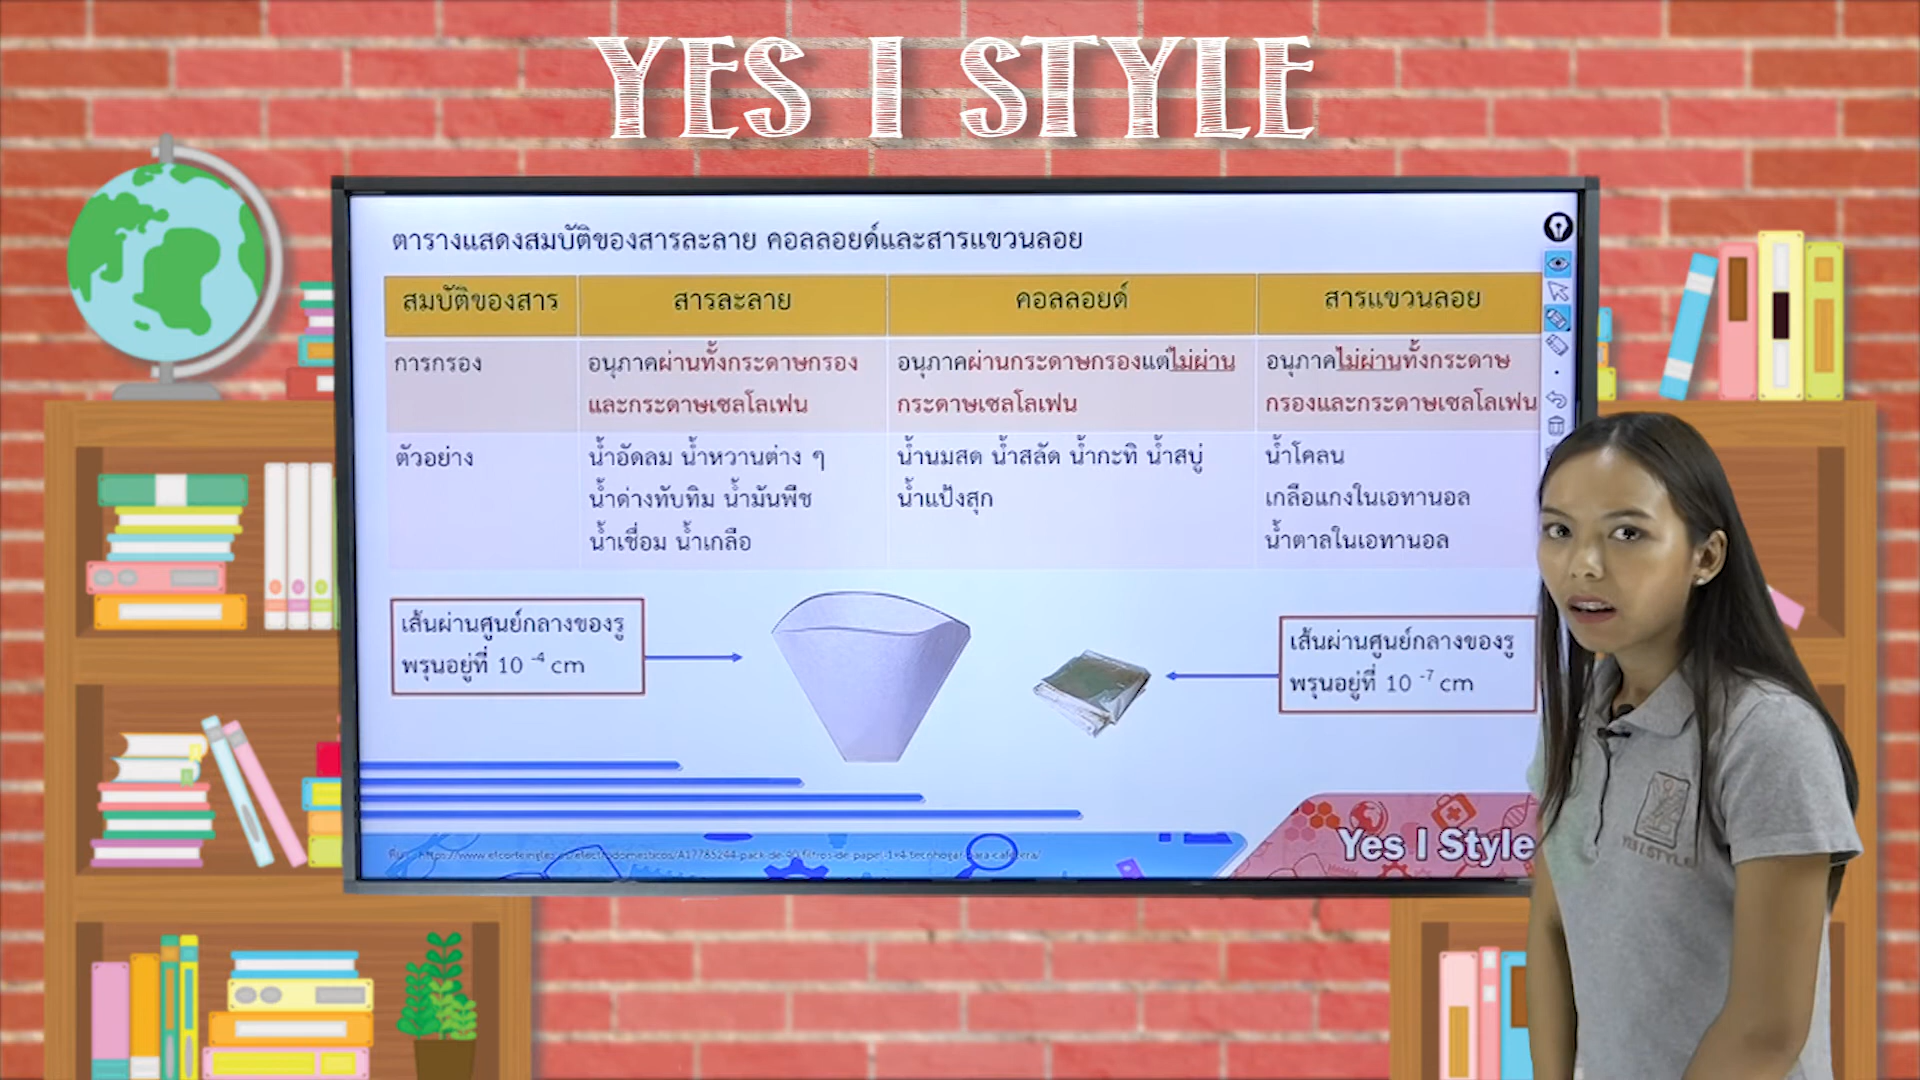 YES I STYLE
ตารางแสดงสมบัติของสารละลาย คอลลอยด์และสารแขวนลอย
สมบัติของสาร
สารละลาย
คอลลอยด์
สารแขวนลอย
การกรอง
อนุภาคผ่านทั้งกระดาษกรอง
และกระดาษเซลโลเฟน
อนุภาคผ่านกระดาษกรองแต่ไม่ผ่าน
กระดาษเซลโลเฟน
อนุภาคไม่ผ่านทั้งกระดาษ
กรองและกระดาษเซลโลเฟน
ตัวอย่าง
น้ำอัดลม น้ำหวานต่าง ๆ
น้ำด่างทับทิม น้ำมันพืช
น้ำเชื่อม น้ำเกลือ
น้ำนมสด น้ำสลัด น้ำกะทิ น้ำสบู่
น้ำแป้งสุก
น้ำโคลน
เกลือแกงในเอทานอล
น้ำตาลในเอทานอล
เส้นผ่านศูนย์กลางของรู
พรุนอยู่ที่ 10 -4 cm
เส้นผ่านศูนย์กลางของรู
พรุนอยู่ที่ 10 -7 cm
Yes I Style
YES I STYLE